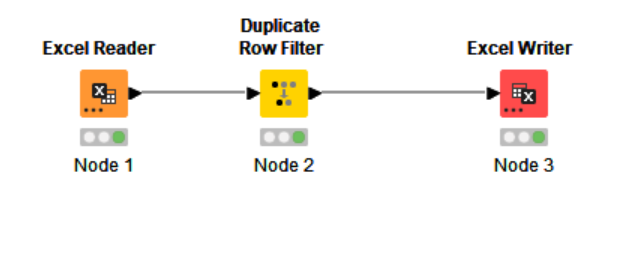 Excel Reader
Duplicate
Row Filter
Excel Writer
Node 1
Node 2
Node 3